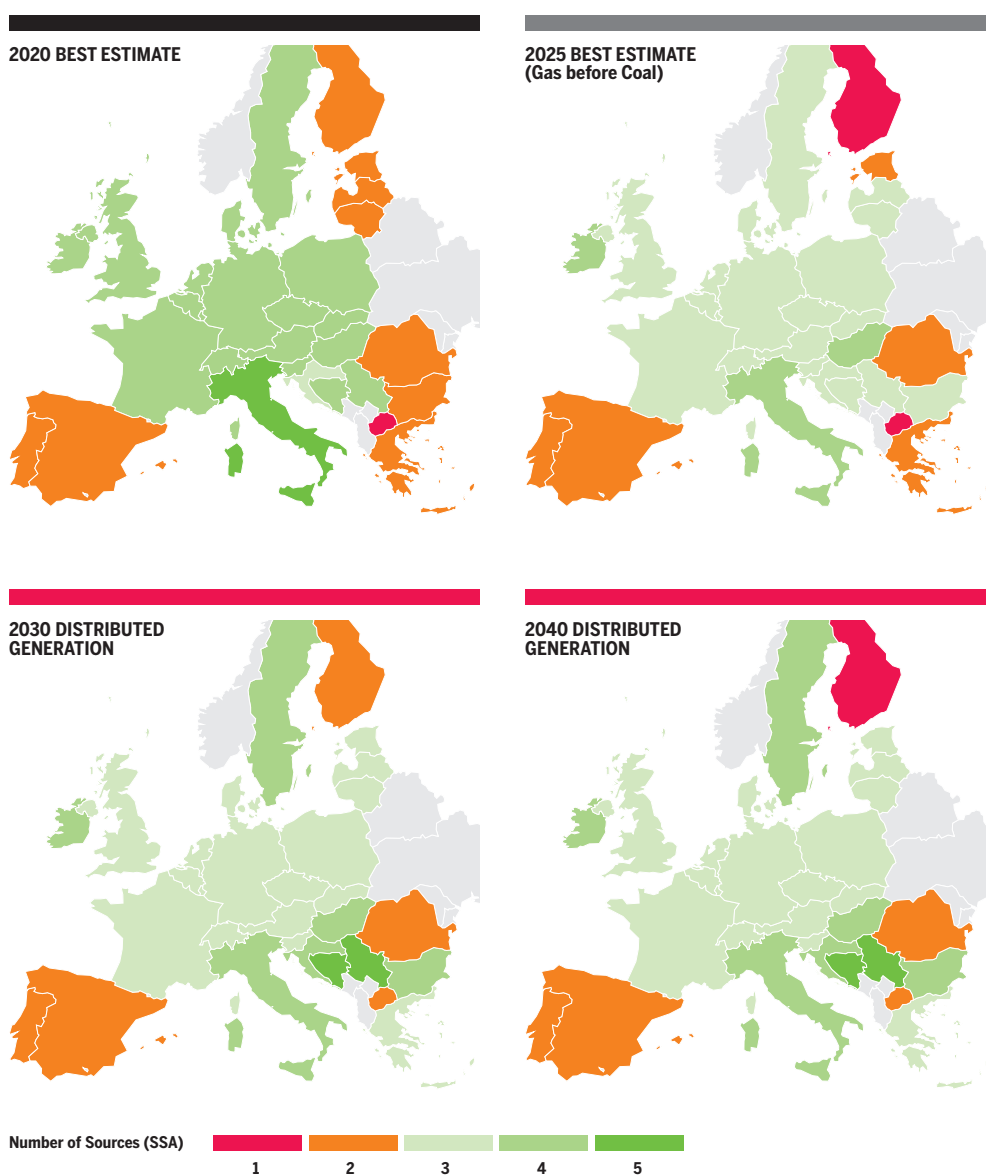 2020 BEST ESTIMATE
2025 BEST ESTIMATE
(Gas before Coal)
2030 DISTRIBUTED
GENERATION
2040 DISTRIBUTED
GENERATION
Number of Sources (SSA)
1 2 3 4 5